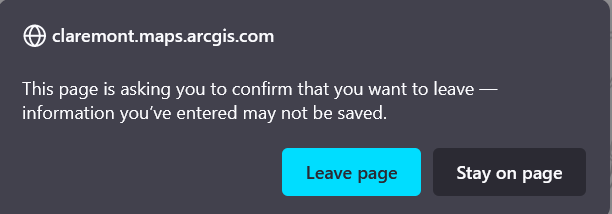 claremont.maps.arcgis.com
This page is asking you to confirm that you want to leave —
information you’ve entered may not be saved.
Leave page
Stay on page